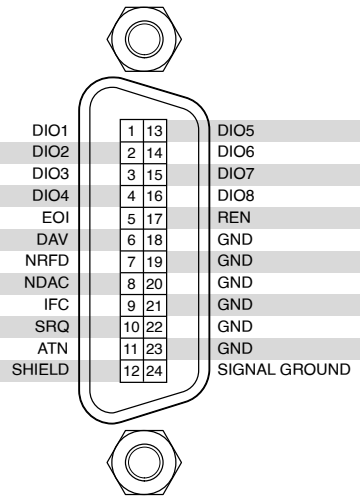 DIO1 1 13 DIO5
DIO2 2 14 DIO6
DIO3 3 15 DIO7
DIO4 4 16 DIO8
EOI 5 17 REN
DAV 6 18 GND
NRFD 7 19 GND
NDAC 8 20 GND
IFC 9 21 GND
SRQ 10 22 GND
ATN 11 23 GND
SHIELD 12 24 SIGNAL GROUND